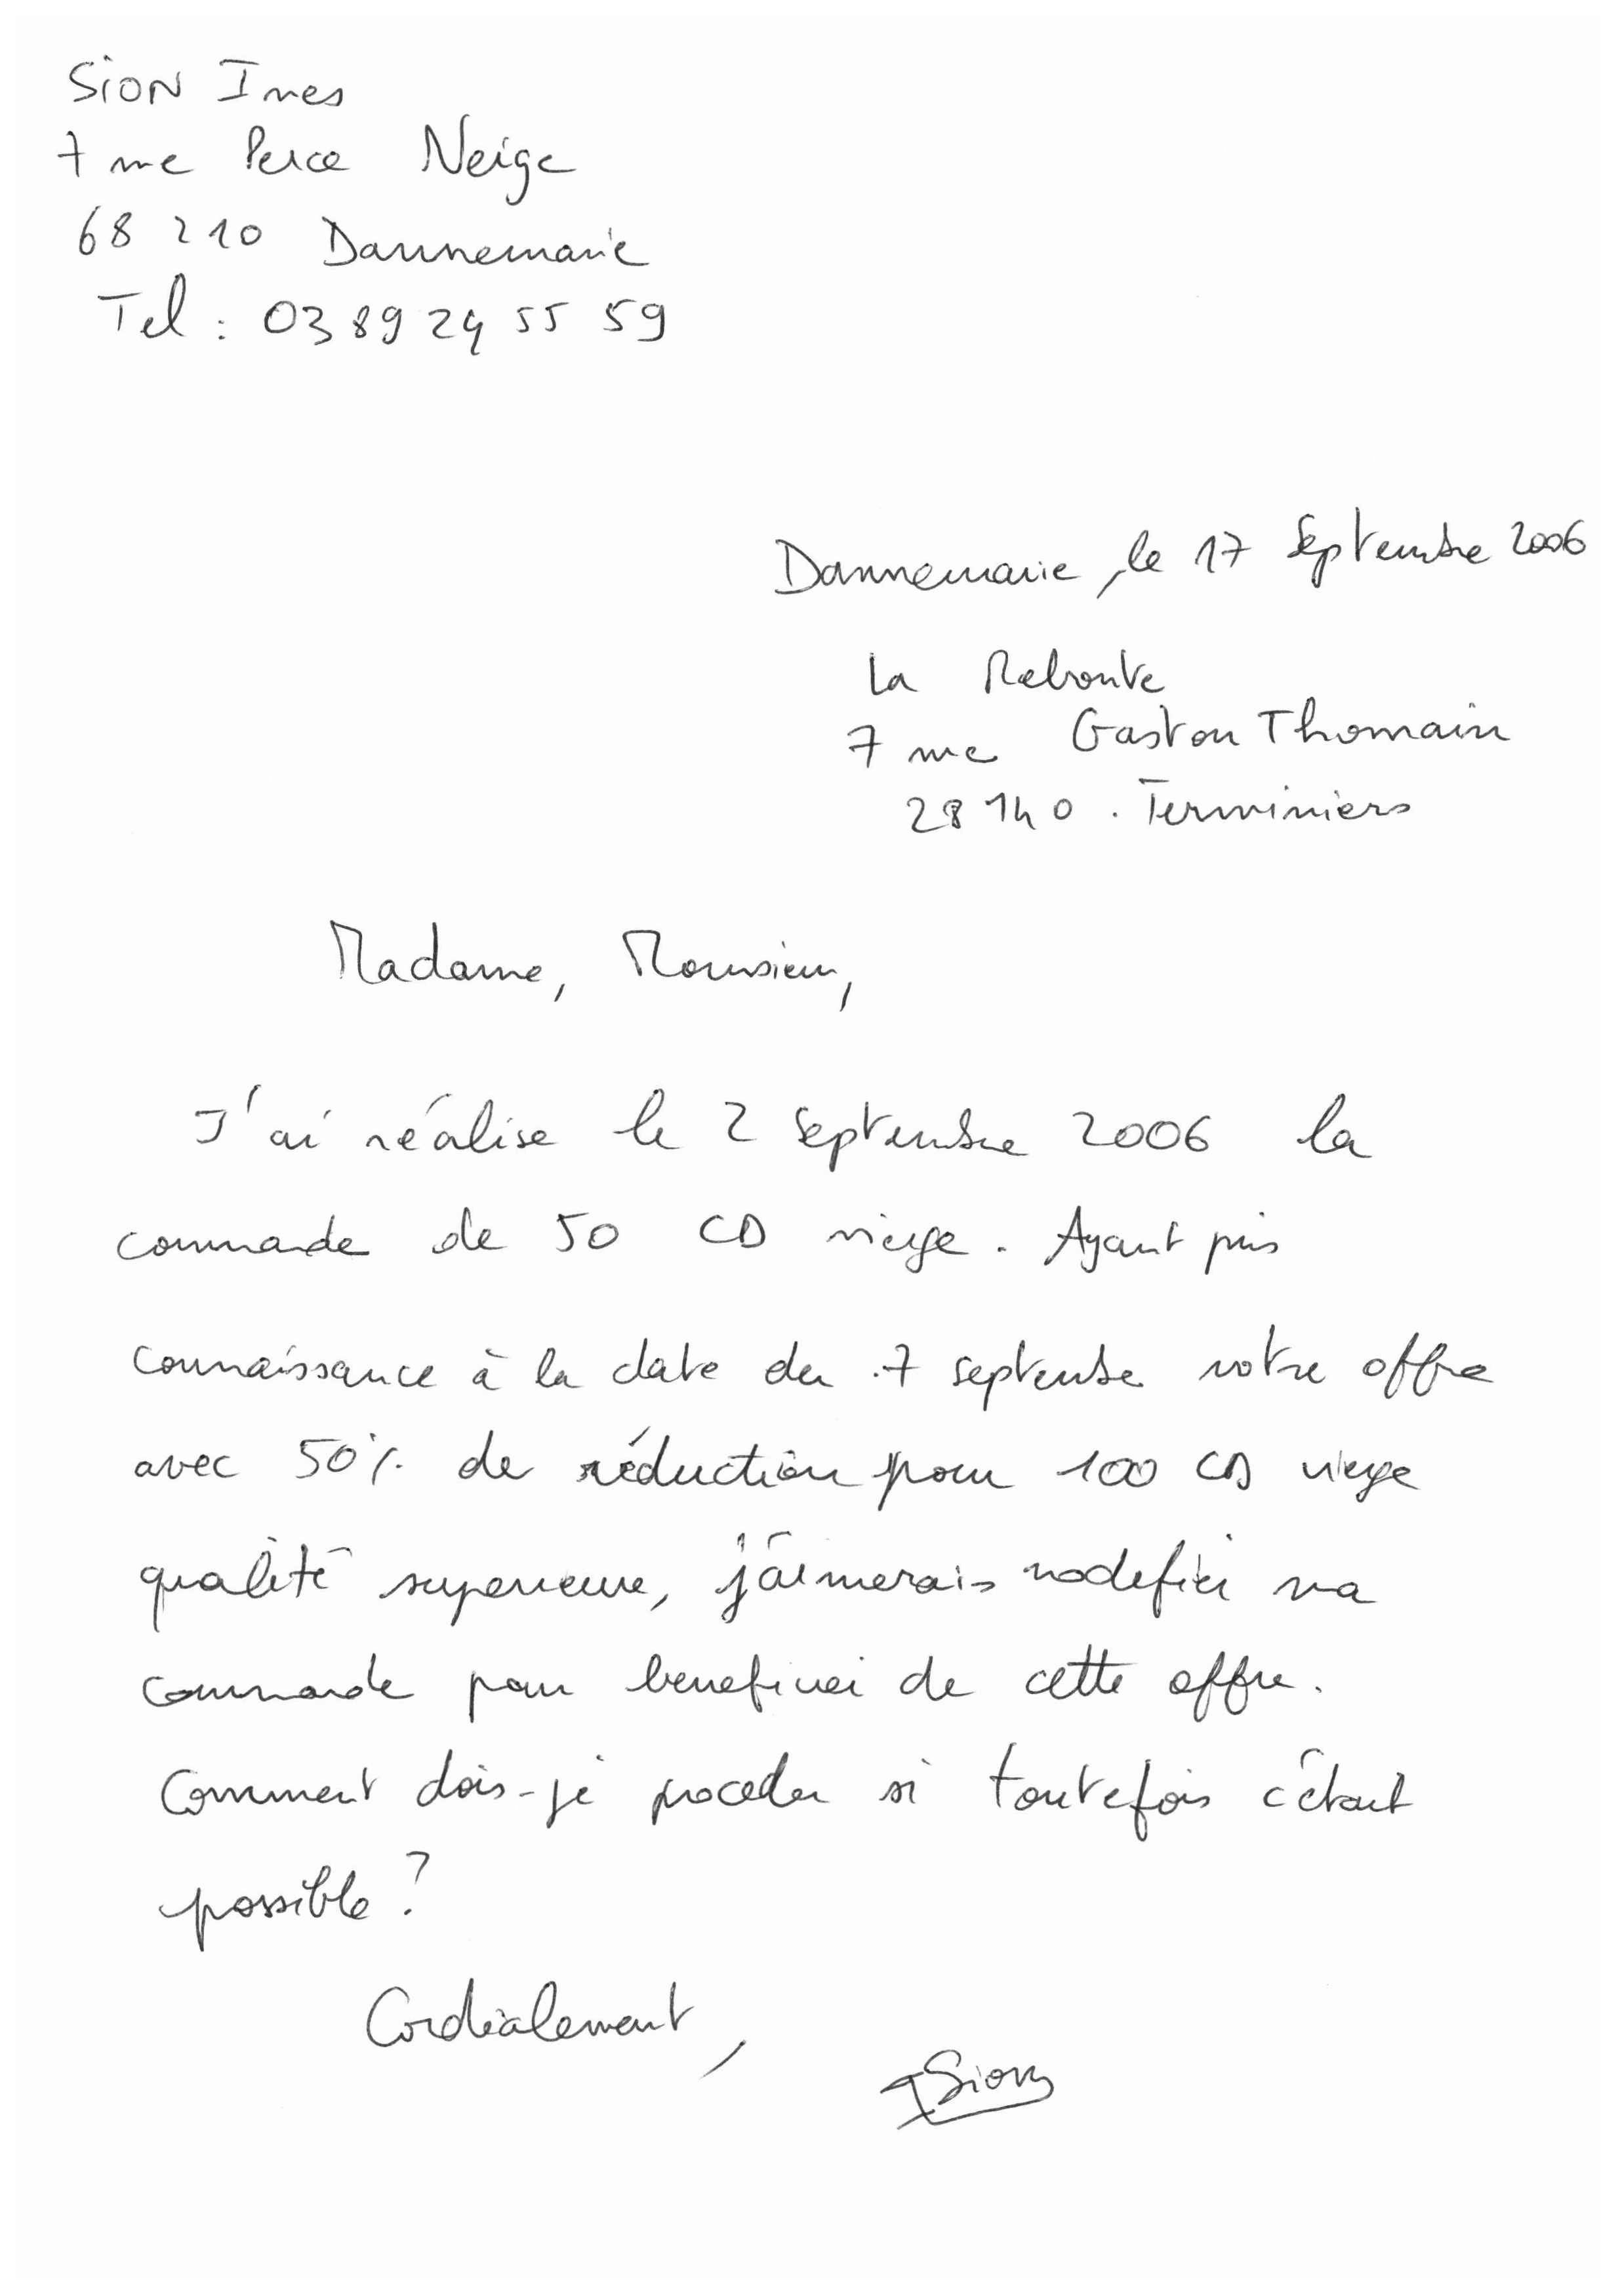 SION Ines
7 rue Perce Neige
68 210 Dannemarie
Tel : 03 89 24 55 59
Dannemarie, le 17 Septembre 2006
La Reboute
7 rue Gaston Thomain
28140 . Terminiers
Madame, Monsieur,
J'ai réalise le 2 septembre 2006 la
commande de 50 CD vierge. Ayant pris
connaissance à la date du 7 septembre votre offre
avec 50% de réduction pour 100 CD vierge
qualité superieure, j'aimerais modefier ma
commande pour beneficier de cette offre.
Comment dois-je proceder si toutefois c'était
possible ?
Cordialement,
ISion